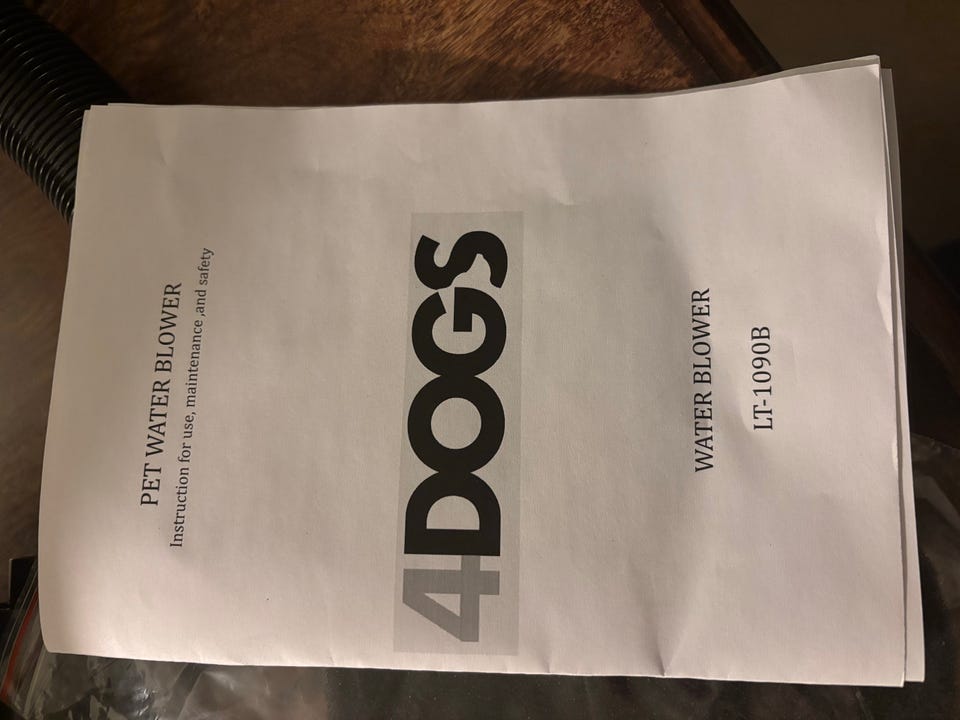 PET WATER BLOWER
Instruction for use, maintenance ,and safety
4DOGS
WATER BLOWER
LT-1090B